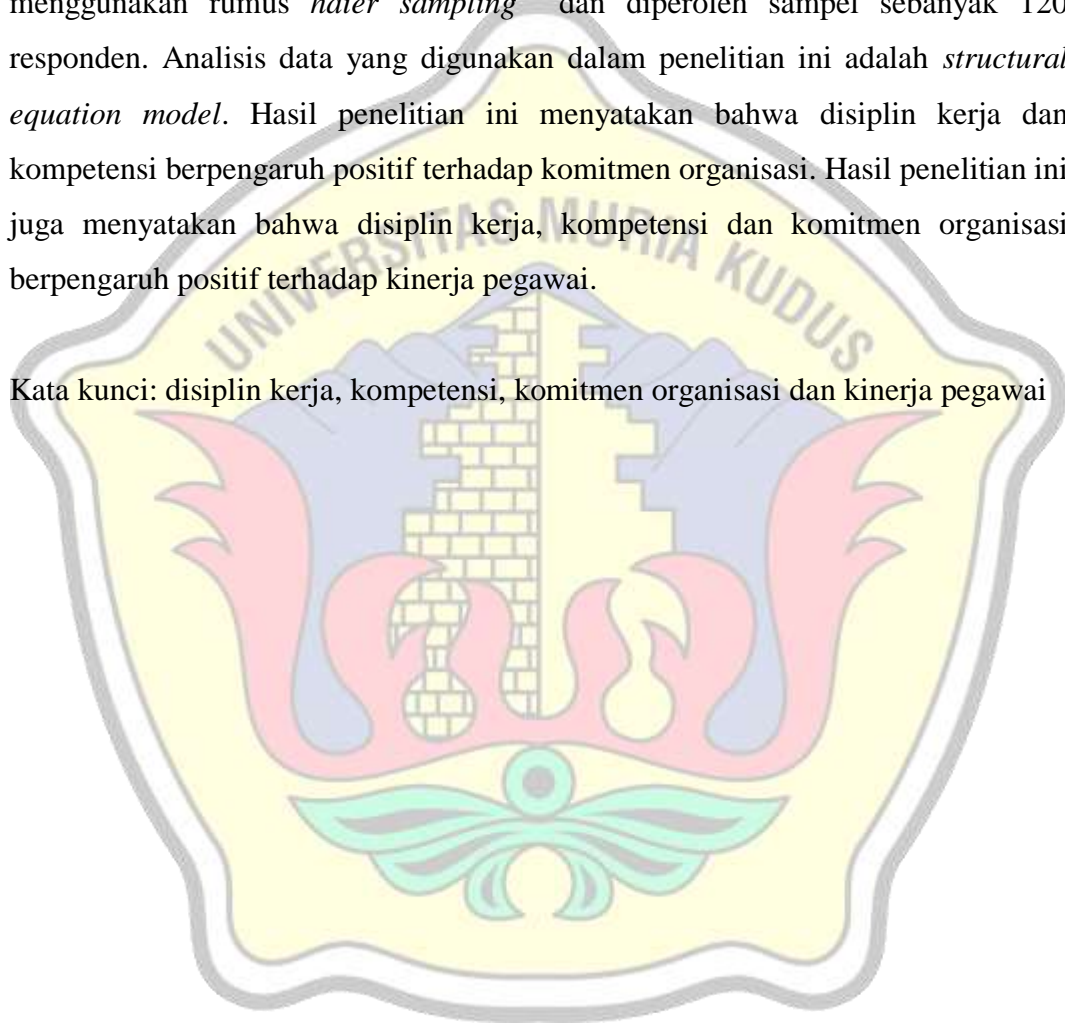 menggunakan rumus hater sampling dan diperoleh sampel sebanyak 120
responden. Analisis data yang digunakan dalam penelitian ini adalah structural
equation model. Hasil penelitian ini menyatakan bahwa disiplin kerja dan
kompetensi berpengaruh positif terhadap komitmen organisasi. Hasil penelitian ini
juga menyatakan bahwa disiplin kerja, kompetensi dan komitmen organisasi
berpengaruh positif terhadap kinerja pegawai.
Kata kunci: disiplin kerja, kompetensi, komitmen organisasi dan kinerja pegawai
UNIVERSITAS MURIA KUDUS